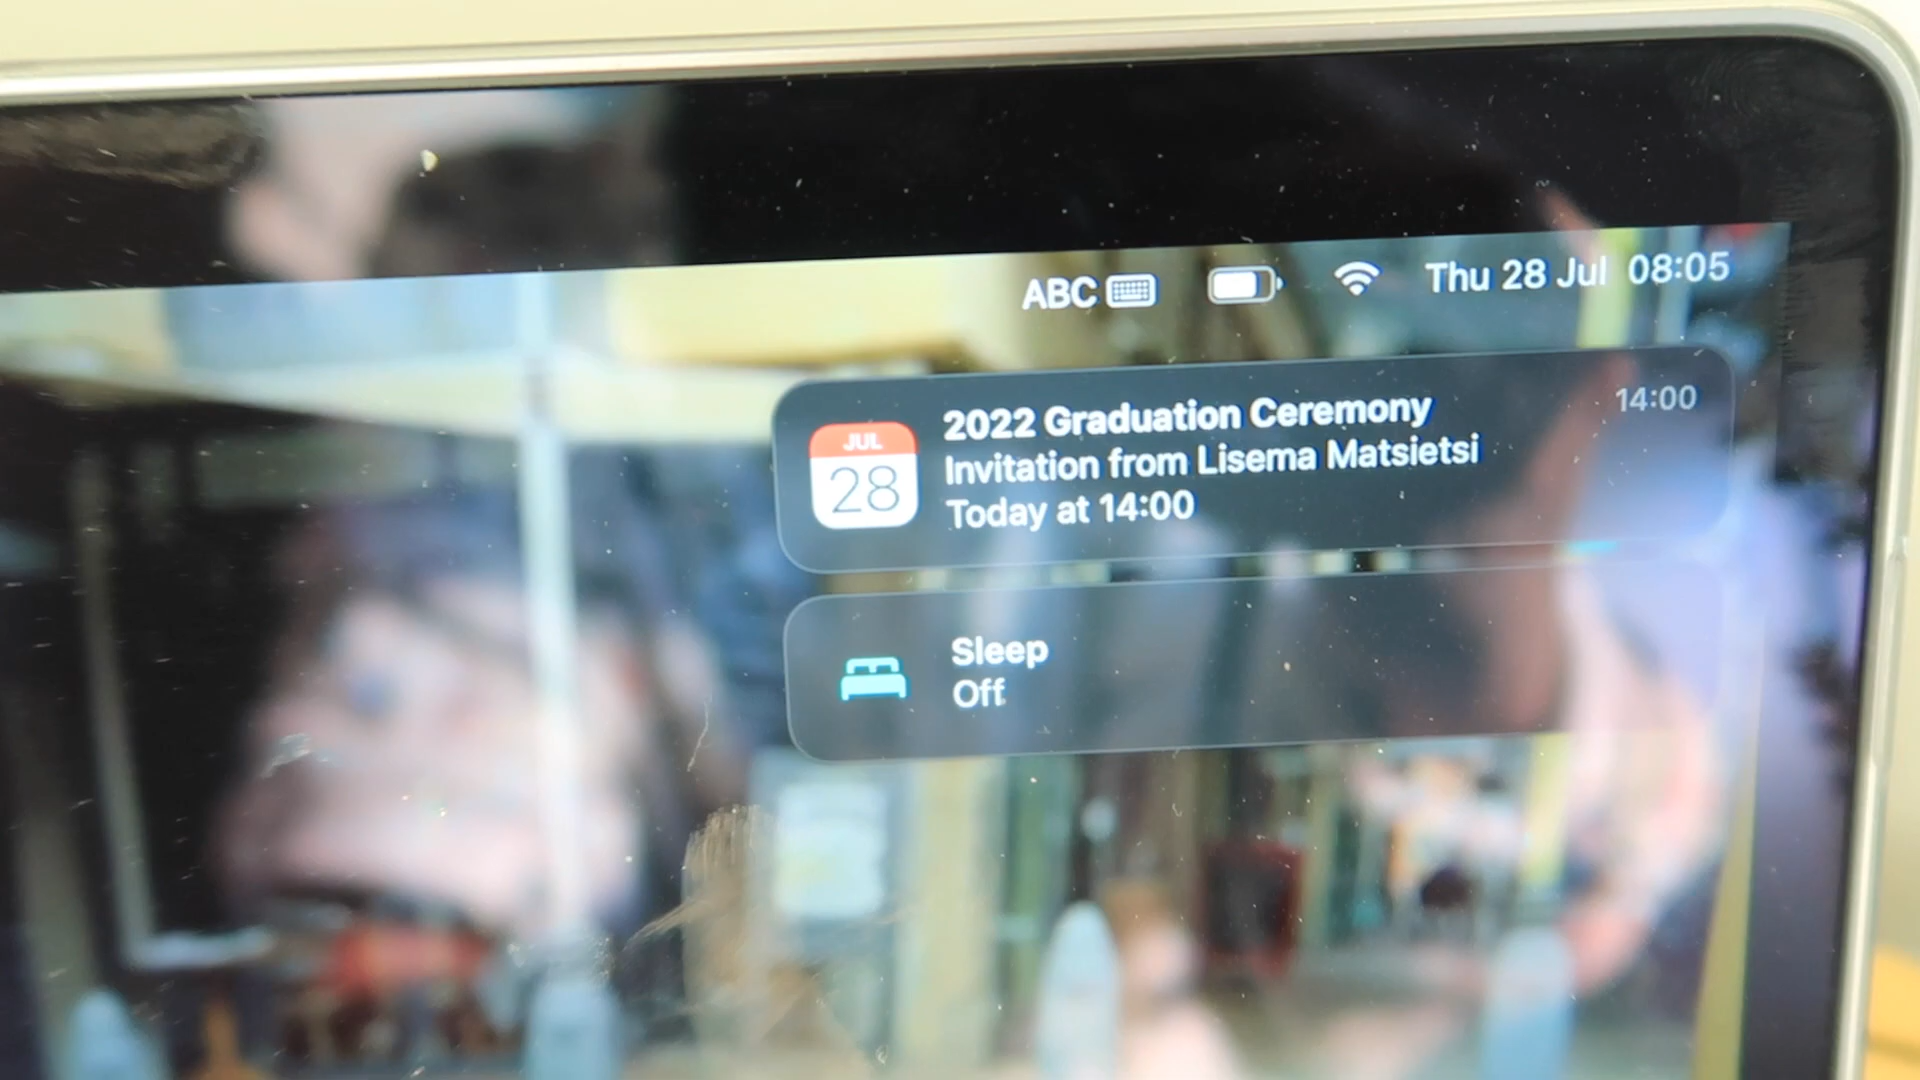 ABC Thu 28 Jul 08:05
2022 Graduation Ceremony 14:00
JUL
28
Invitation from Lisema Matsietsi
Today at 14:00
Sleep
Off